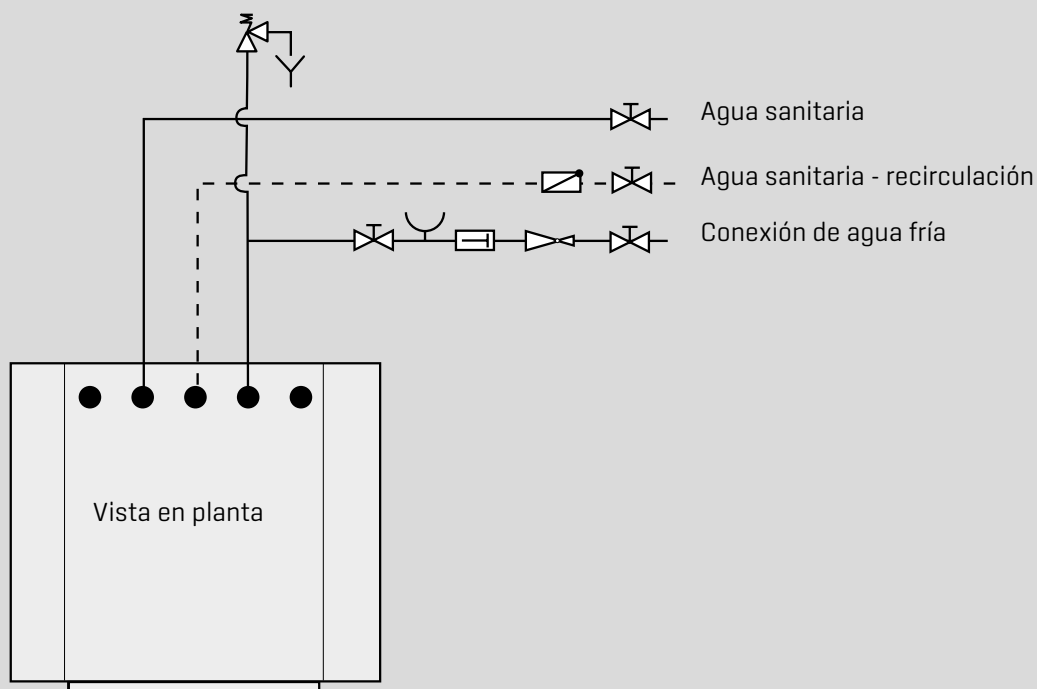 Agua sanitaria
Agua sanitaria - recirculación
Conexión de agua fría
Vista en planta